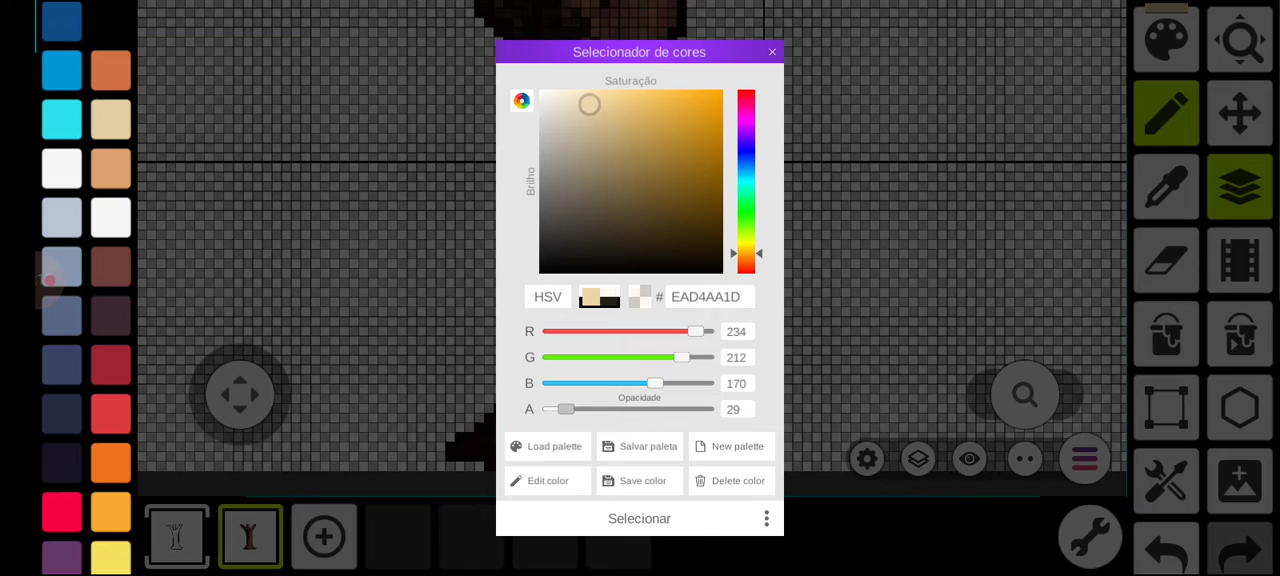 Selecionador de cores ×
Saturação
Brilho
HSV # EAD4AA1D
R 234
G 212
B 170
Opacidade
A 29
Load palette Salvar paleta New palette
Edit color Save color Delete color
Selecionar